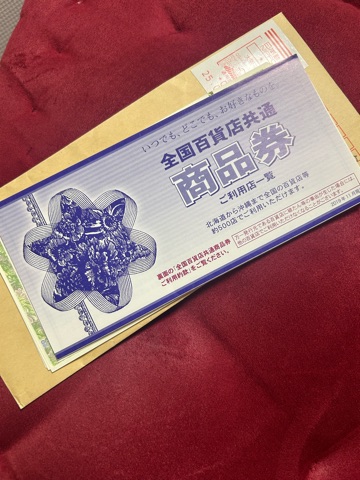 いつでも、どこでも、お好きなものを。
全国百貨店共通
商品券
ご利用店一覧
北海道から沖縄まで全国の百貨店等
約500店でご利用いただけます。
裏面の「全国百貨店共通商品券
ご利用約款」をご覧ください。